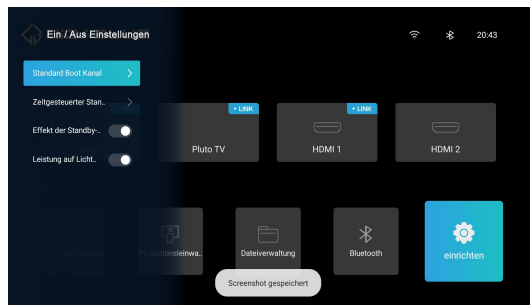 Ein / Aus Einstellungen
20:43
Standard Boot Kanal
Zeitgesteuerter Stan..
Effekt der Standby-..
Leistung auf Licht..
+ LINK
+ LINK
Pluto TV
HDMI 1
HDMI 2
Dateiverwaltung
Bluetooth
einrichten
Screenshot gespeichert